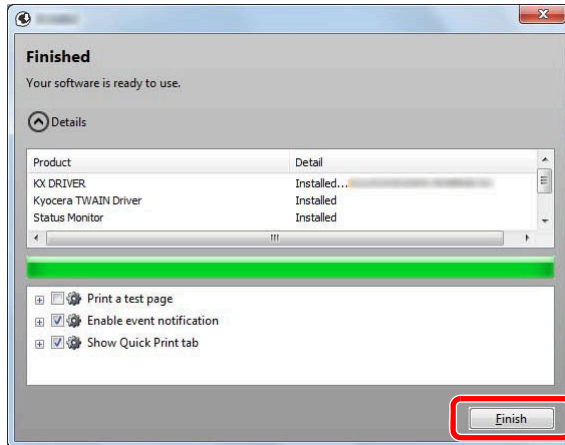 Finished
Your software is ready to use.
Details
Product Detail
KX DRIVER Installed...
Kyocera TWAIN Driver Installed
Status Monitor Installed
Print a test page
Enable event notification
Show Quick Print tab
Finish